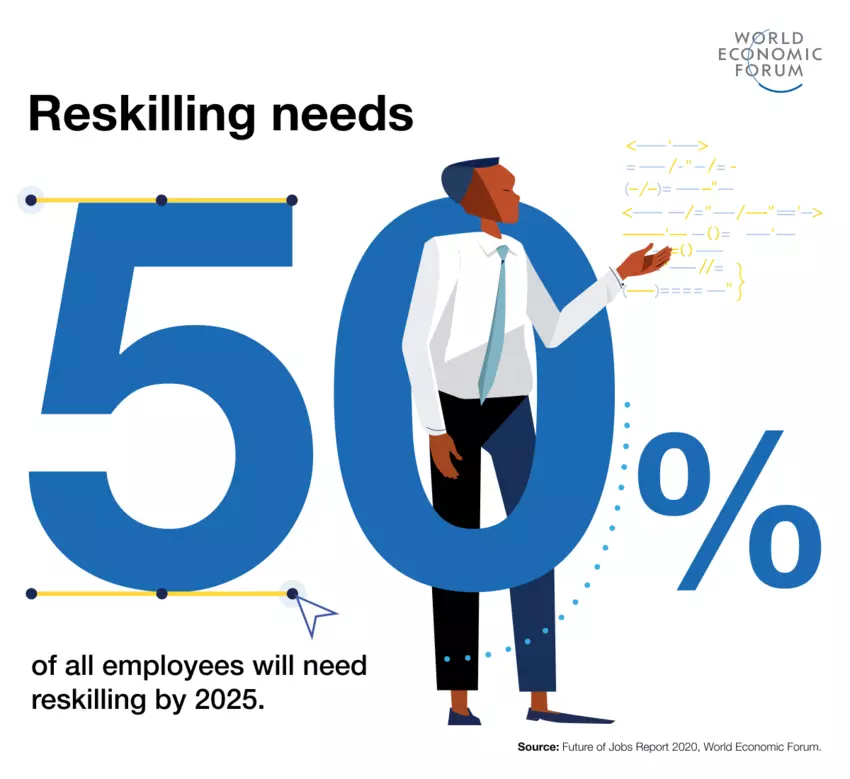 WORLD
ECONOMIC
FORUM
Reskilling needs
50%
of all employees will need
reskilling by 2025.
Source: Future of Jobs Report 2020, World Economic Forum.